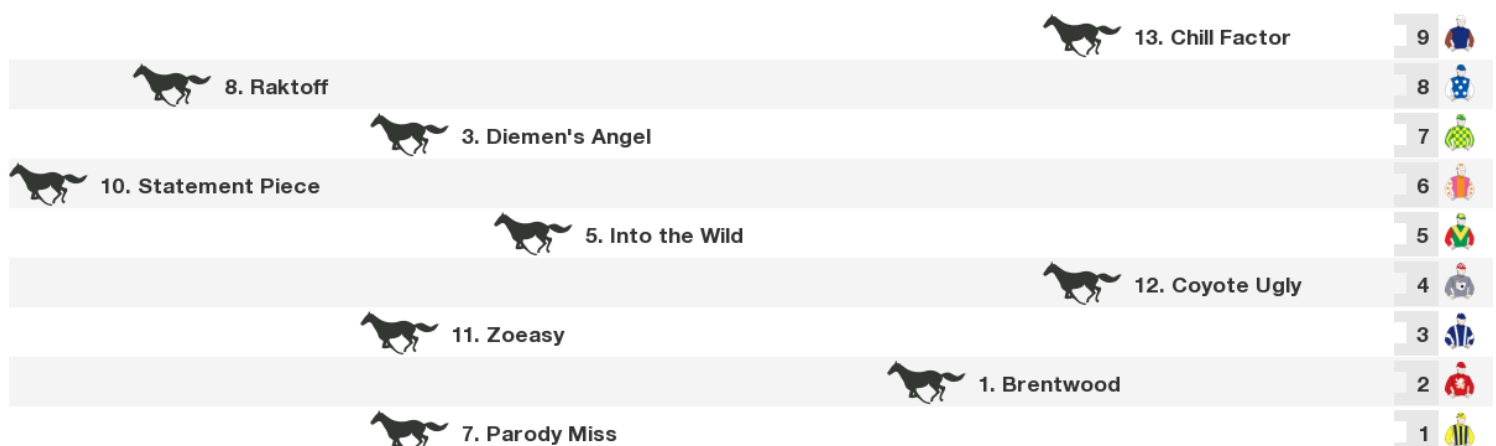 13. Chill Factor 9
8. Raktoff 8
3. Diemen's Angel 7
10. Statement Piece 6
5. Into the Wild 5
12. Coyote Ugly 4
11. Zoeasy 3
1. Brentwood 2
7. Parody Miss 1